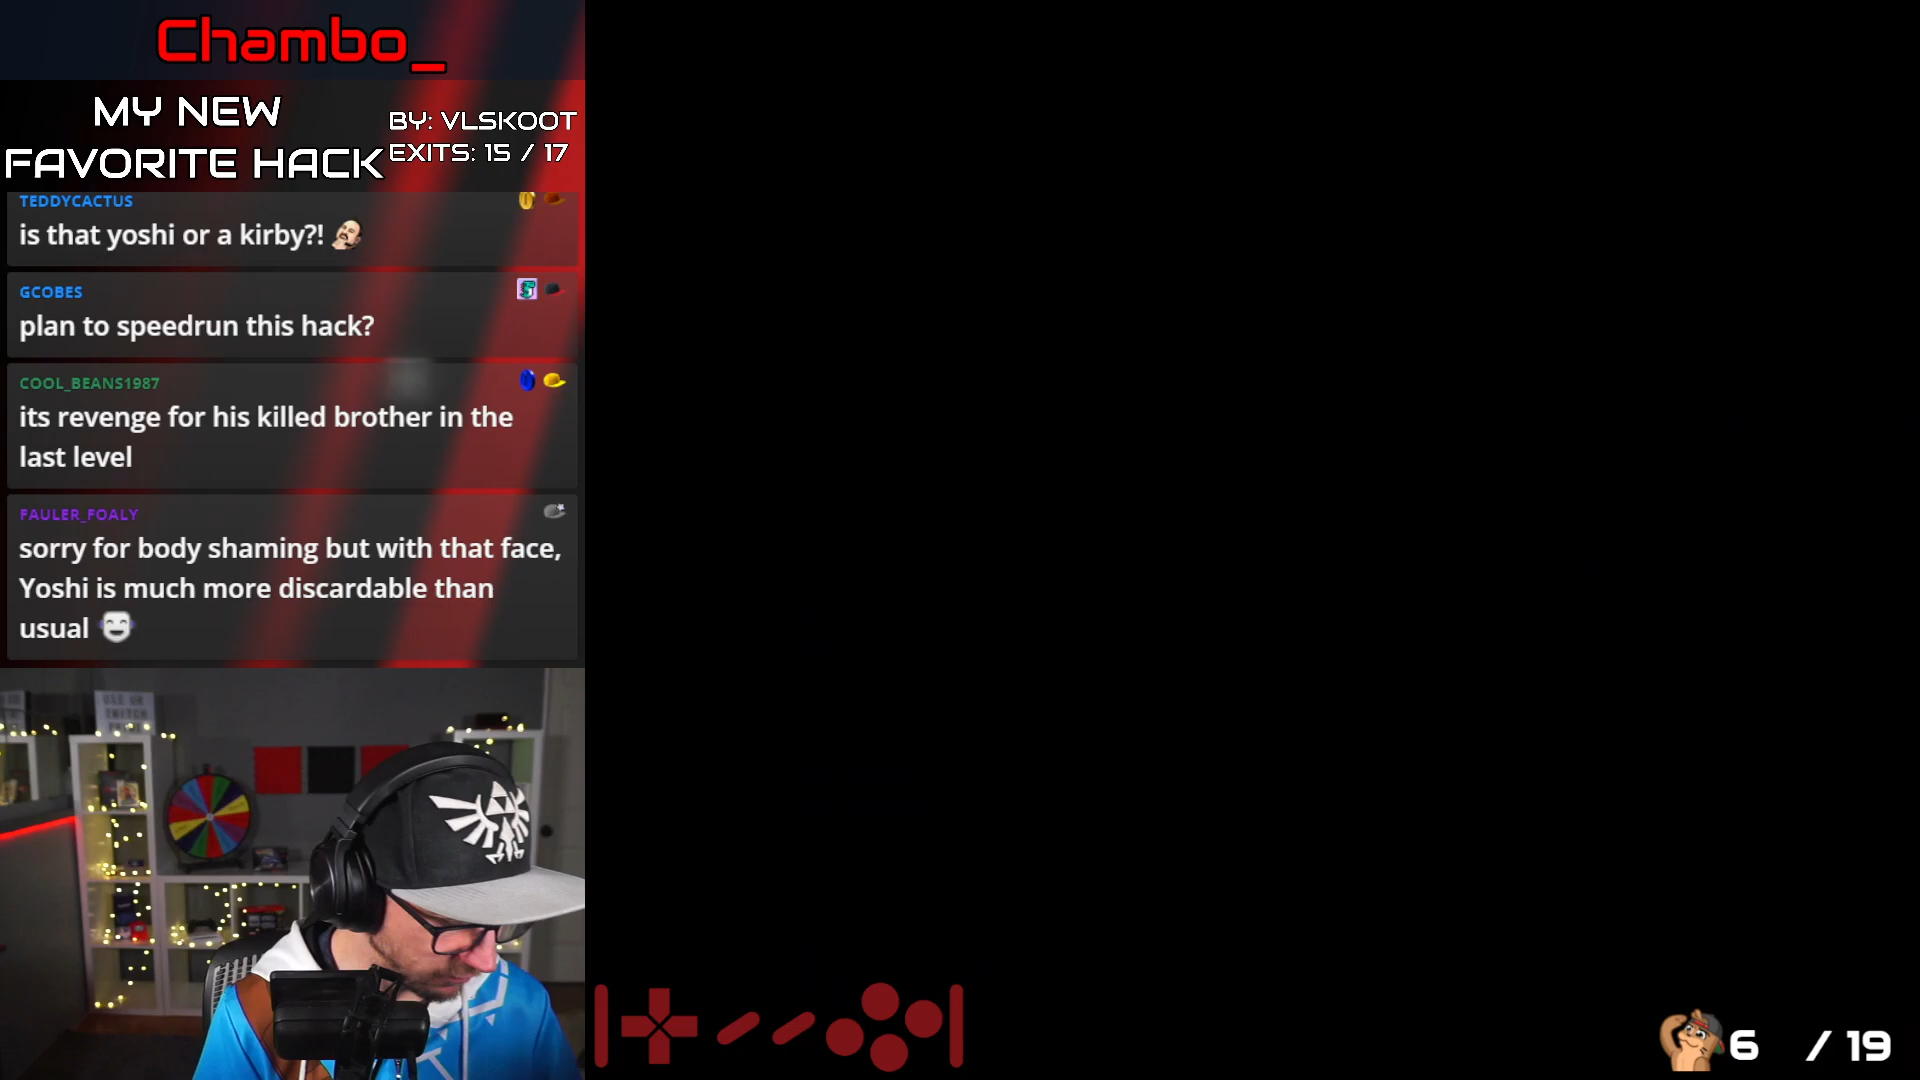 Chambo_
MY NEW
FAVORITE HACK
BY: VLSKOOT
EXITS: 15 / 17
TEDDYCACTUS
is that yoshi or a kirby?!
GCOBES
plan to speedrun this hack?
COOL_BEANS1987
its revenge for his killed brother in the
last level
FAULER_FOALY
sorry for body shaming but with that face,
Yoshi is much more discardable than
usual
6 / 19